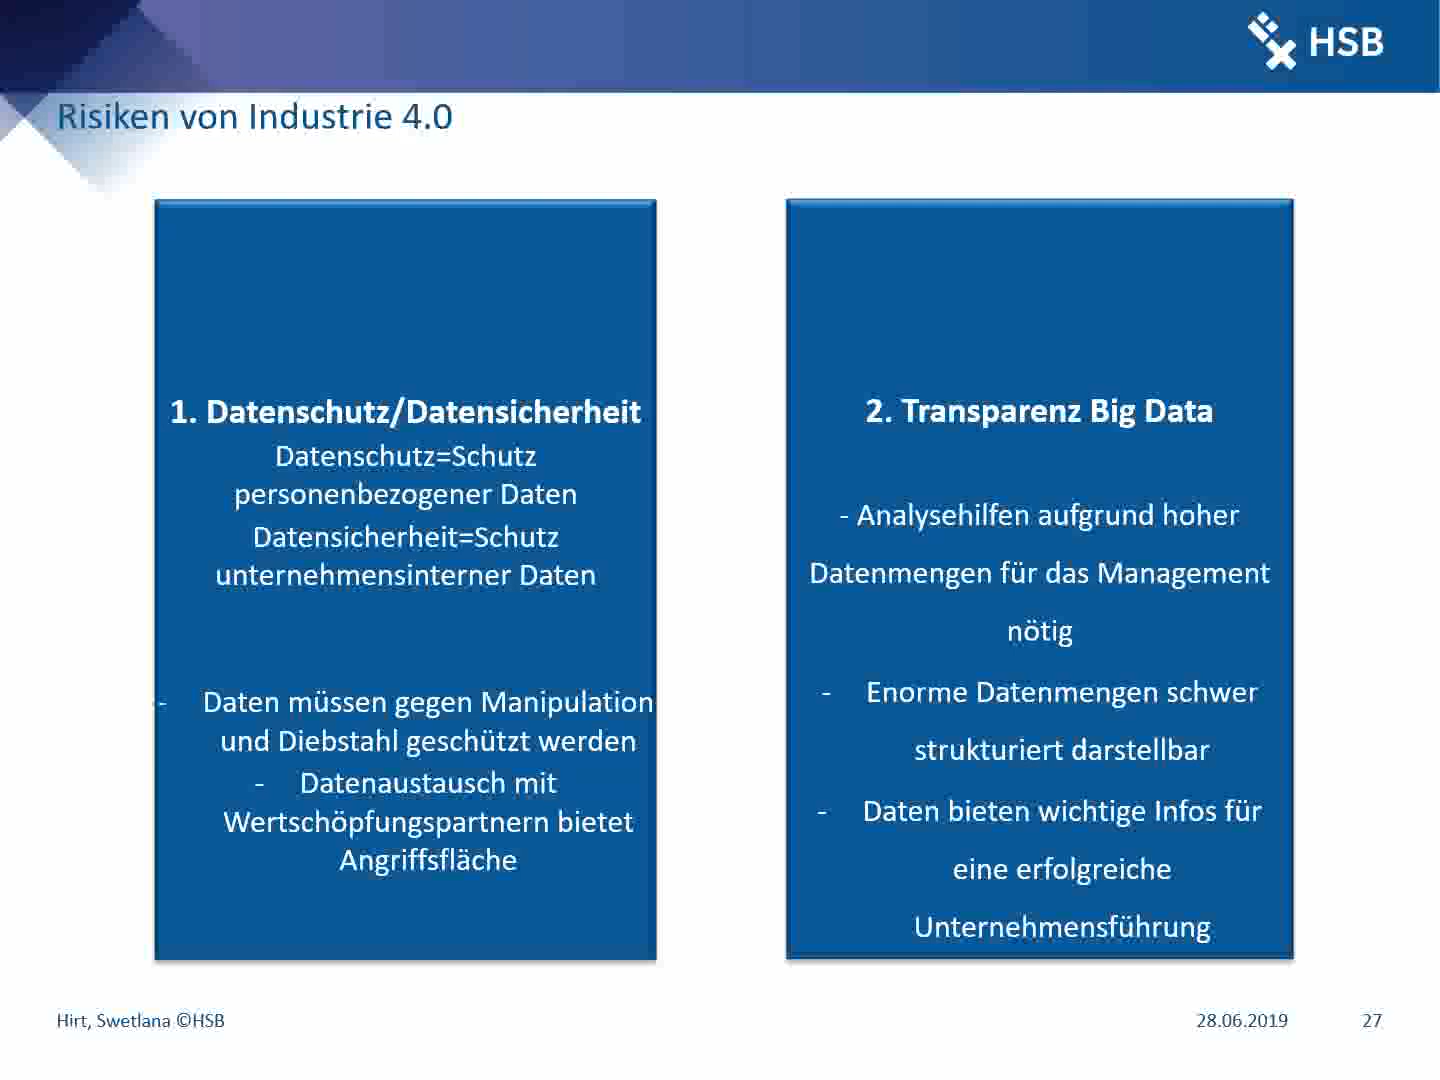 HSB
Risiken von Industrie 4.0
1. Datenschutz/Datensicherheit
Datenschutz=Schutz
personenbezogener Daten
Datensicherheit=Schutz
unternehmensinterner Daten
- Daten müssen gegen Manipulation
und Diebstahl geschützt werden
- Datenaustausch mit
Wertschöpfungspartnern bietet
Angriffsfläche
2. Transparenz Big Data
- Analysehilfen aufgrund hoher
Datenmengen für das Management
nötig
- Enorme Datenmengen schwer
strukturiert darstellbar
- Daten bieten wichtige Infos für
eine erfolgreiche
Unternehmensführung
Hirt, Swetlana ©HSB
28.06.2019
27